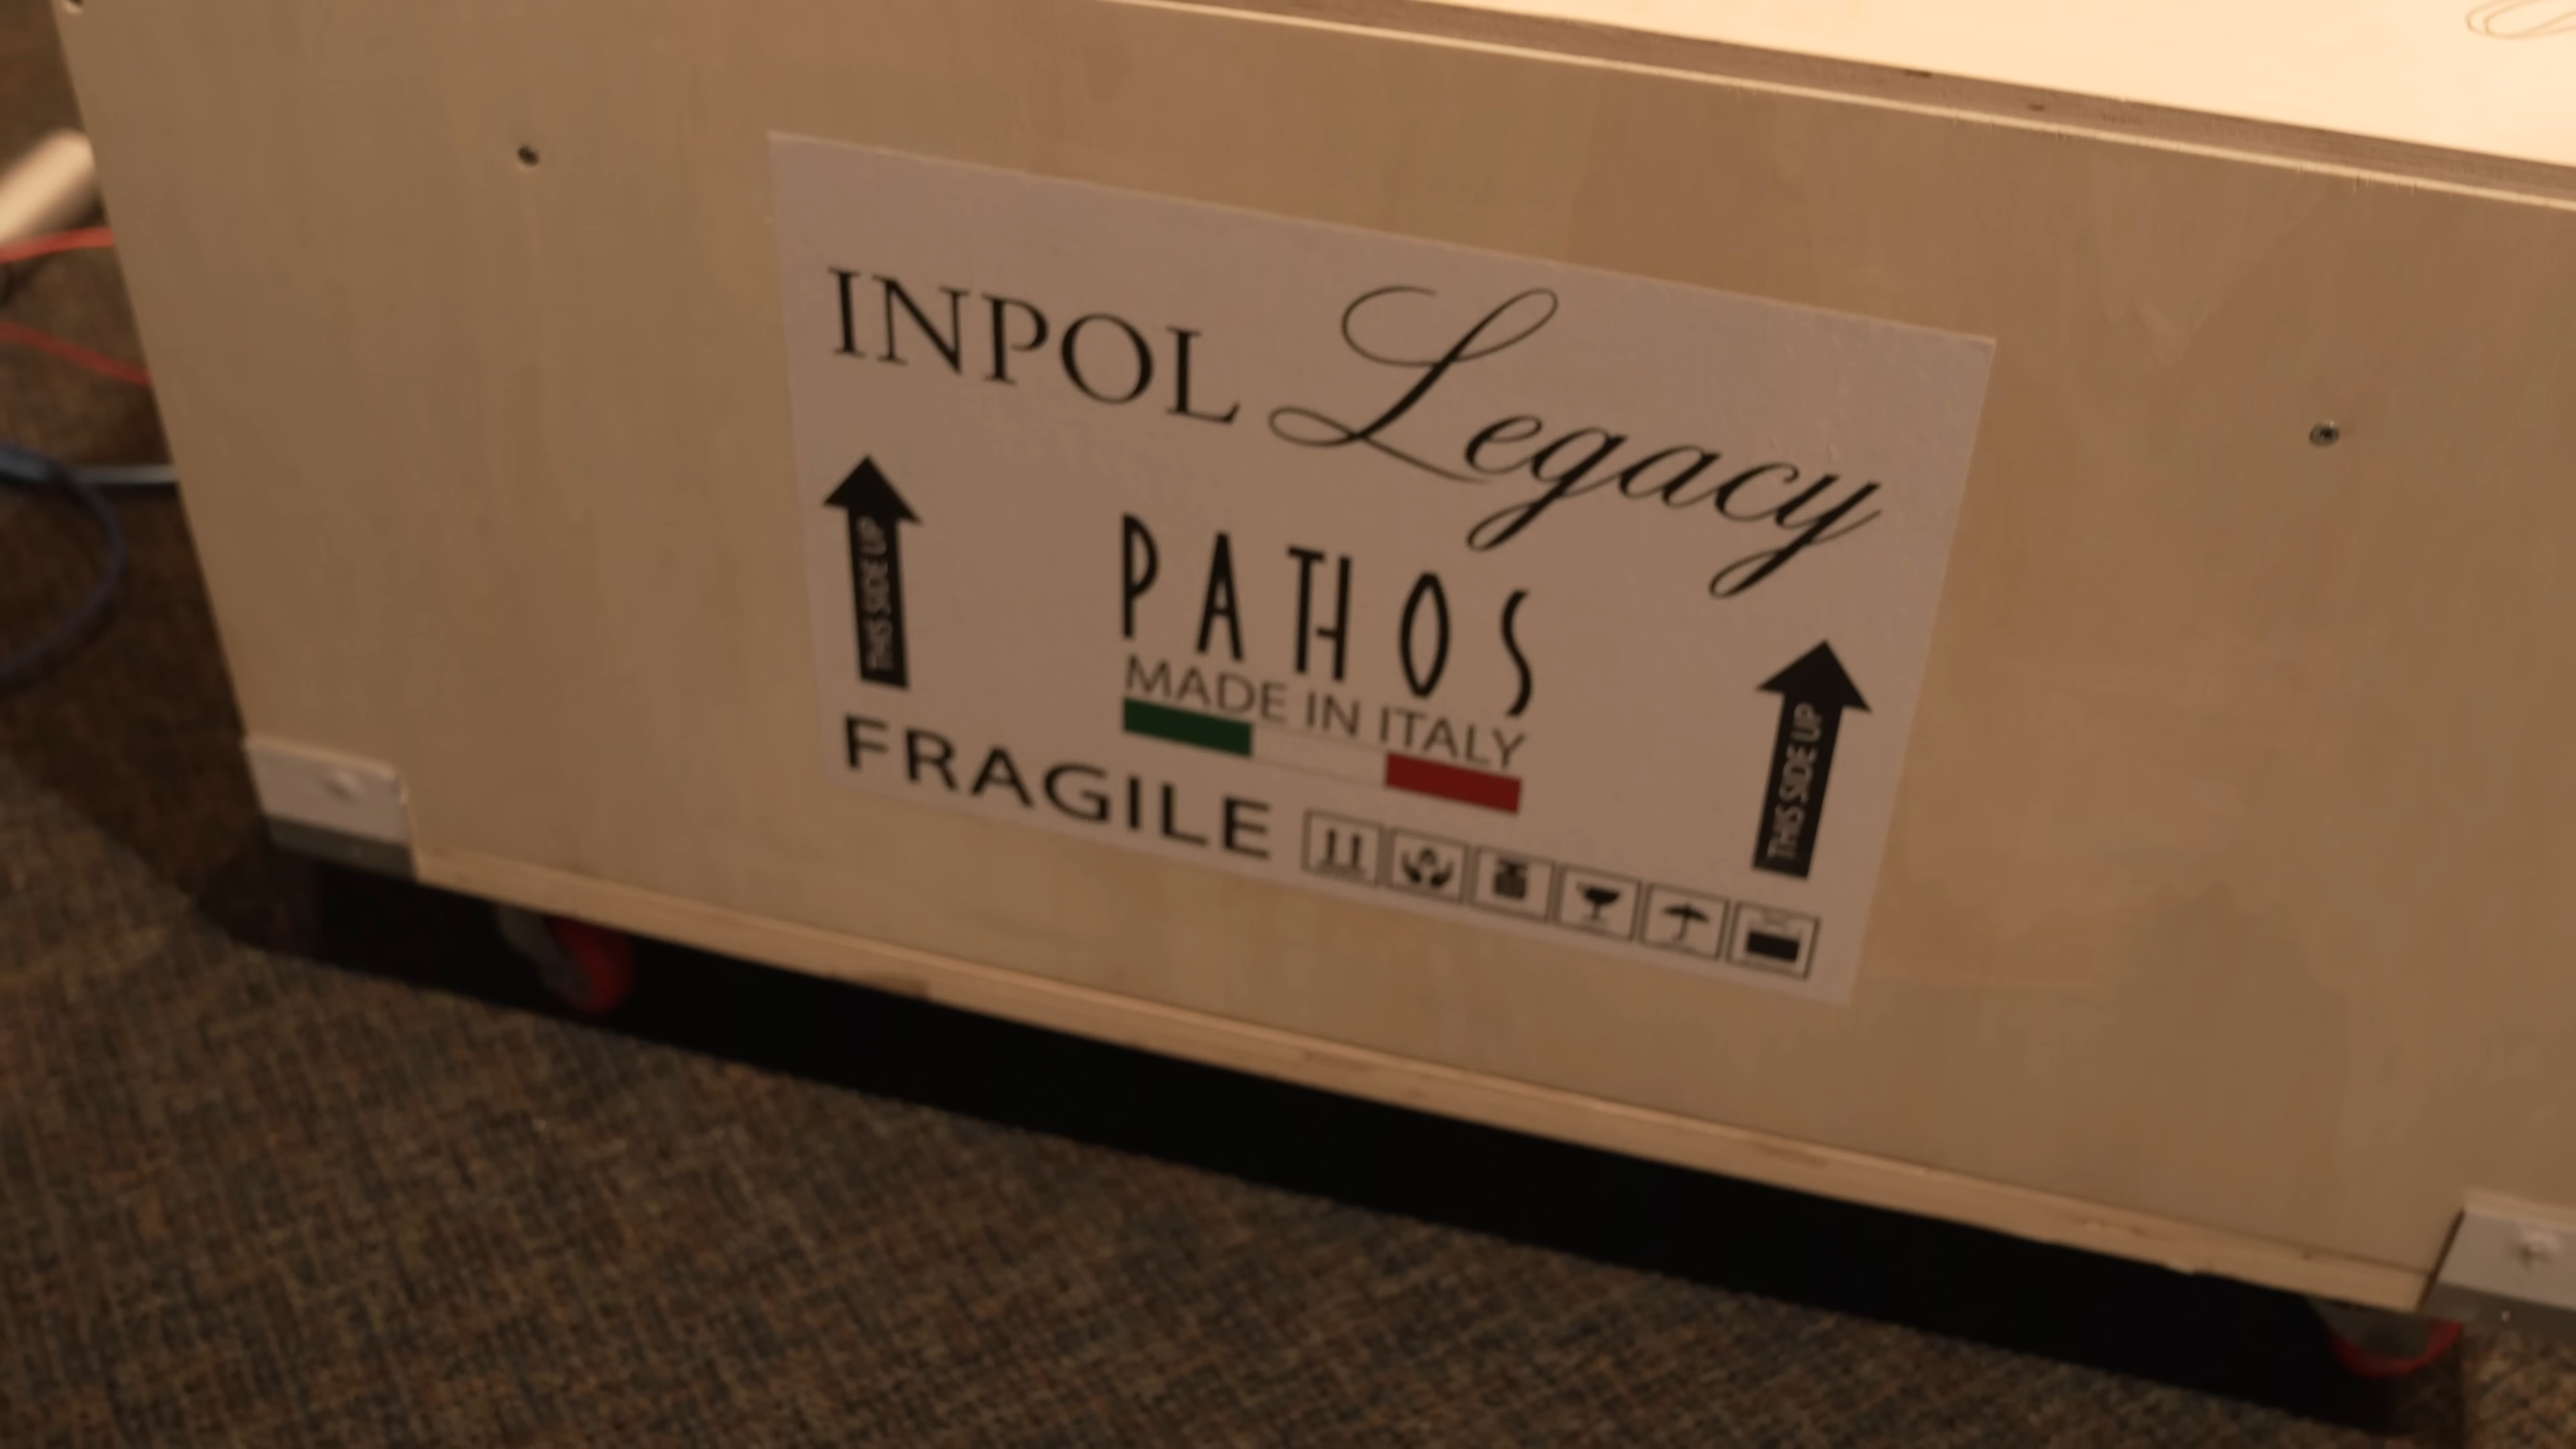 INPOL Legacy
THIS SIDE UP
PATHOS
MADE IN ITALY
THIS SIDE UP
FRAGILE